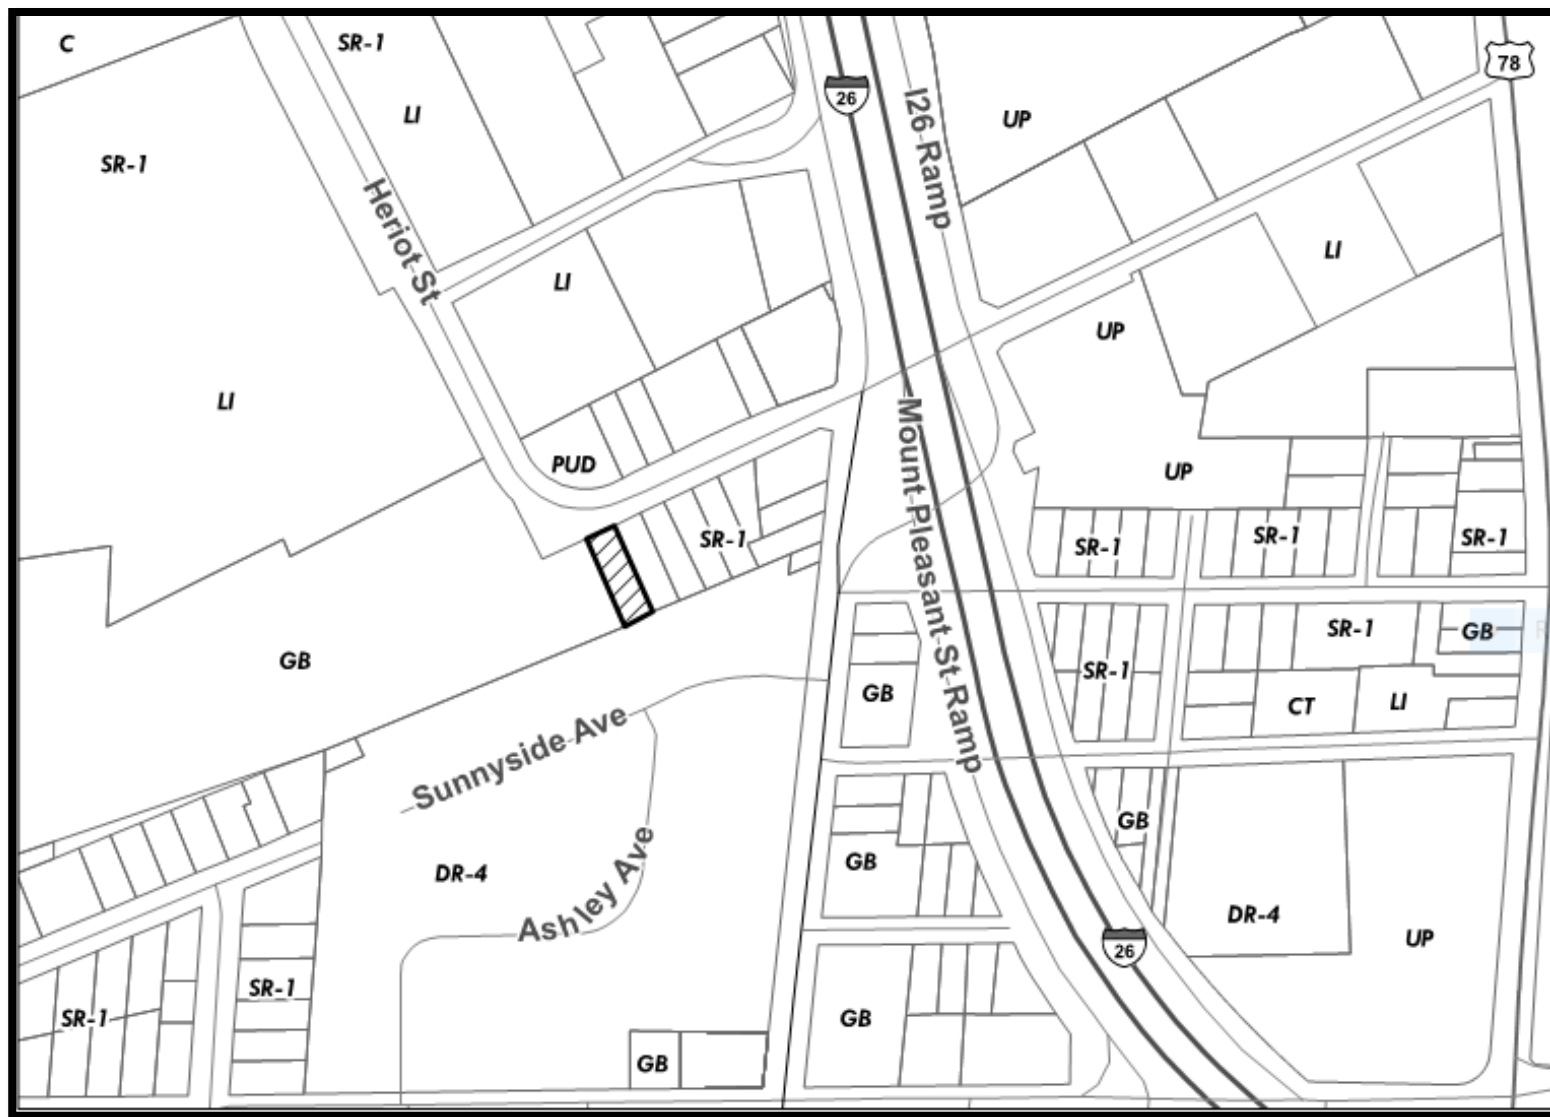 C
SR-1
78
26
I26 Ramp
LI
UP
SR-1
Heriot St
LI
LI
UP
LI
Mount Pleasant St Ramp
PUD
UP
SR-1
SR-1
SR-1
SR-1
SR-1
GB
GB
SR-1
GB
CT
LI
Sunnyside Ave
GB
GB
DR-4
Ashley Ave
DR-4
UP
26
SR-1
SR-1
GB
GB